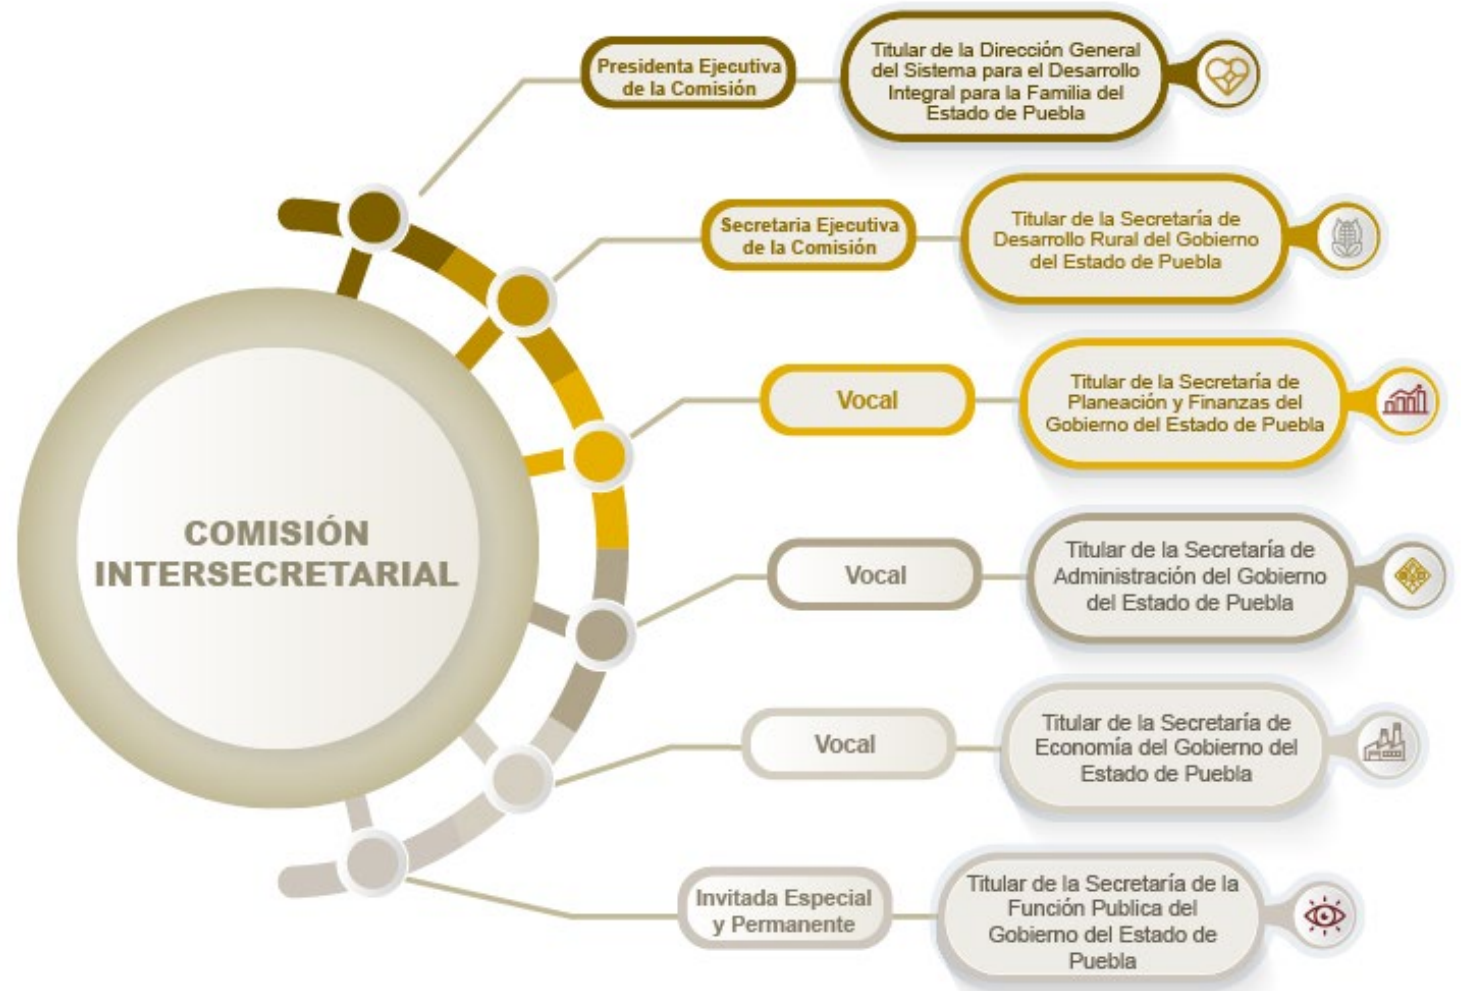 Presidenta Ejecutiva
de la Comisión
Titular de la Dirección General
del Sistema para el Desarrollo
Integral para la Familia del
Estado de Puebla
Secretaria Ejecutiva
de la Comisión
Titular de la Secretaría de
Desarrollo Rural del Gobierno
del Estado de Puebla
Vocal
Titular de la Secretaría de
Planeación y Finanzas del
Gobierno del Estado de Puebla
COMISIÓN
INTERSECRETARIAL
Vocal
Titular de la Secretaría de
Administración del Gobierno
del Estado de Puebla
Vocal
Titular de la Secretaría de
Economía del Gobierno del
Estado de Puebla
Invitada Especial
y Permanente
Titular de la Secretaría de la
Función Publica del
Gobierno del Estado de
Puebla